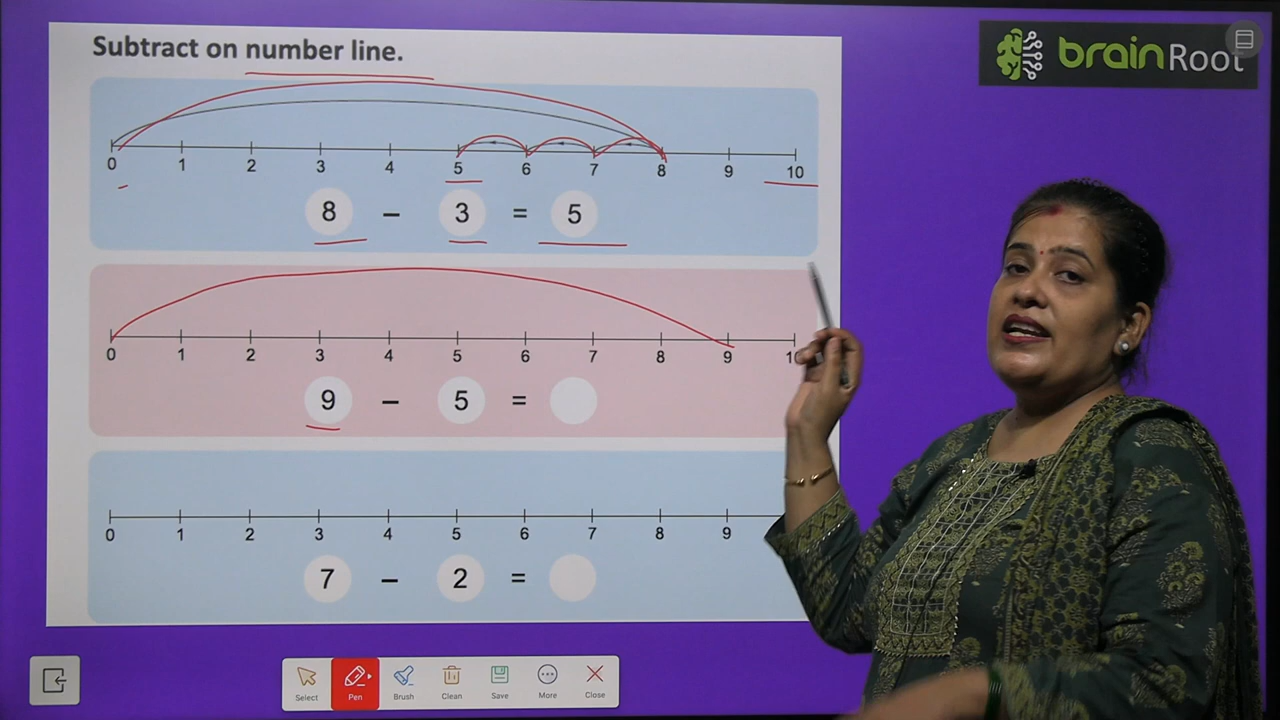 Subtract on number line.
brainRoot
0 1 2 3 4 5 6 7 8 9 10
8 – 3 = 5
0 1 2 3 4 5 6 7 8 9 10
9 – 5 =
0 1 2 3 4 5 6 7 8 9
7 – 2 =
Select Pen Brush Clean Save More Close